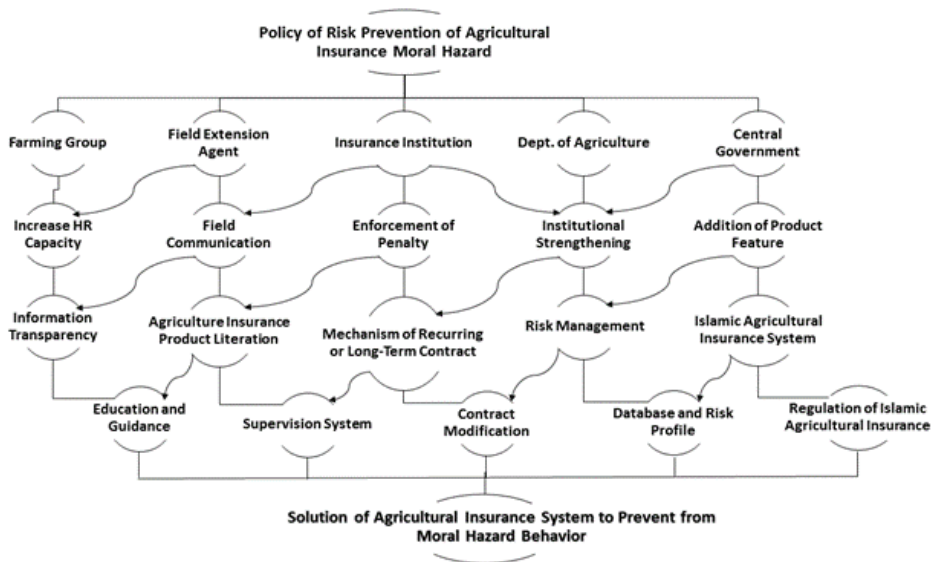 Policy of Risk Prevention of Agricultural
Insurance Moral Hazard
Farming Group
Field Extension
Agent
Insurance Institution
Dept. of Agriculture
Central
Government
Increase HR
Capacity
Field
Communication
Enforcement of
Penalty
Institutional
Strengthening
Addition of Product
Feature
Information
Transparency
Agriculture Insurance
Product Literation
Mechanism of Recurring
or Long-Term Contract
Risk Management
Islamic Agricultural
Insurance System
Education and
Guidance
Supervision System
Contract
Modification
Database and Risk
Profile
Regulation of Islamic
Agricultural Insurance
Solution of Agricultural Insurance System to Prevent from
Moral Hazard Behavior